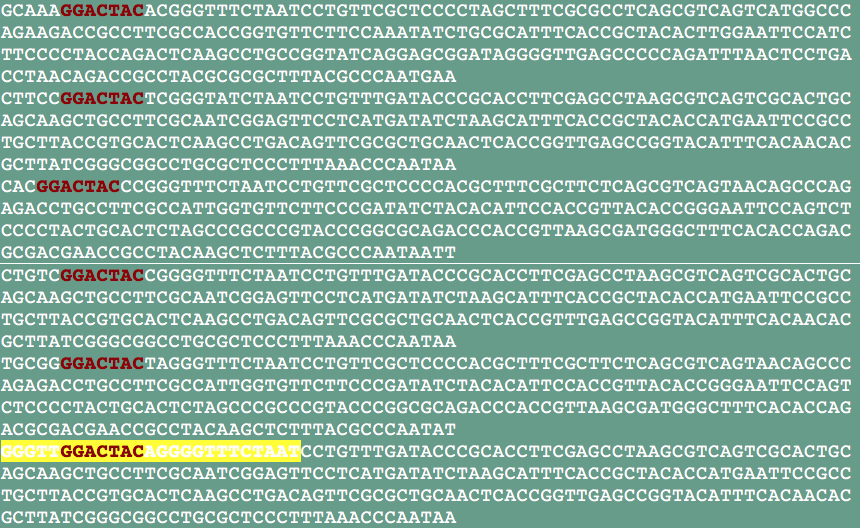 GCAAAGGACTACACGGGTTTCTAATCCTGTTCGCTCCCCTAGCTTTCGCGCCTCAGCGTCAGTCATGGCCC
AGAAGACCGCCTTCGCCACCGGTGTTCTTCCAAATATCTGCGCATTTCACCGCTACACTTGGAATTCCATC
TTCCCCTACCAGACTCAAGCCTGCCGGTATCAGGAGCGGATAGGGGTTGAGCCCCCAGATTTAACTCCTGA
CCTAACAGACCGCCTACGCGCGCTTTACGCCCAATGAA
CTTCCGGACTACTCGGGTATCTAATCCTGTTTGATACCCGCACCTTCGAGCCTAAGCGTCAGTCGCACTGC
AGCAAGCTGCCTTCGCAATCGGAGTTCCTCATGATATCTAAGCATTTCACCGCTACACCATGAATTCCGCC
TGCTTACCGTGCACTCAAGCCTGACAGTTCGCGCTGCAACTCACCGGTTGAGCCGGTACATTTCACAACAC
GCTTATCGGGCGGCCTGCGCTCCCTTTAAACCCAATAA
CACGGACTACCCGGGTTTCTAATCCTGTTCGCTCCCCACGCTTTCGCTTCTCAGCGTCAGTAACAGCCCAG
AGACCTGCCTTCGCCATTGGTGTTCTTCCCGATATCTACACATTCCACCGTTACACCGGGAATTCCAGTCT
CCCCTACTGCACTCTAGCCCGCCCGTACCCGGCGCAGACCCACCGTTAAGCGATGGGCTTTCACACCAGAC
GCGACGAACCGCCTACAAGCTCTTTACGCCCAATAATT
CTGTCGGACTACCGGGGTTTCTAATCCTGTTTGATACCCGCACCTTCGAGCCTAAGCGTCAGTCGCACTGC
AGCAAGCTGCCTTCGCAATCGGAGTTCCTCATGATATCTAAGCATTTCACCGCTACACCATGAATTCCGCC
TGCTTACCGTGCACTCAAGCCTGACAGTTCGCGCTGCAACTCACCGTTTGAGCCGGTACATTTCACAACAC
GCTTATCGGGCGGCCTGCGCTCCCTTTAAACCCAATAA
TGCGGGGACTACTAGGGTTTCTAATCCTGTTCGCTCCCCACGCTTTCGCTTCTCAGCGTCAGTAACAGCCC
AGAGACCTGCCTTCGCCATTGGTGTTCTTCCCGATATCTACACATTCCACCGTTACACCGGGAATTCCAGT
CTCCCCTACTGCACTCTAGCCCGCCCGTACCCGGCGCAGACCCACCGTTAAGCGATGGGCTTTCACACCAG
ACGCGACGAACCGCCTACAAGCTCTTTACGCCCAATAT
GGGTTGGACTACAGGGGTTTCTAATCCTGTTTGATACCCGCACCTTCGAGCCTAAGCGTCAGTCGCACTGC
AGCAAGCTGCCTTCGCAATCGGAGTTCCTCATGATATCTAAGCATTTCACCGCTACACCATGAATTCCGCC
TGCTTACCGTGCACTCAAGCCTGACAGTTCGCGCTGCAACTCACCGGTTGAGCCGGTACATTTCACAACAC
GCTTATCGGGCGGCCTGCGCTCCCTTTAAACCCAATAA